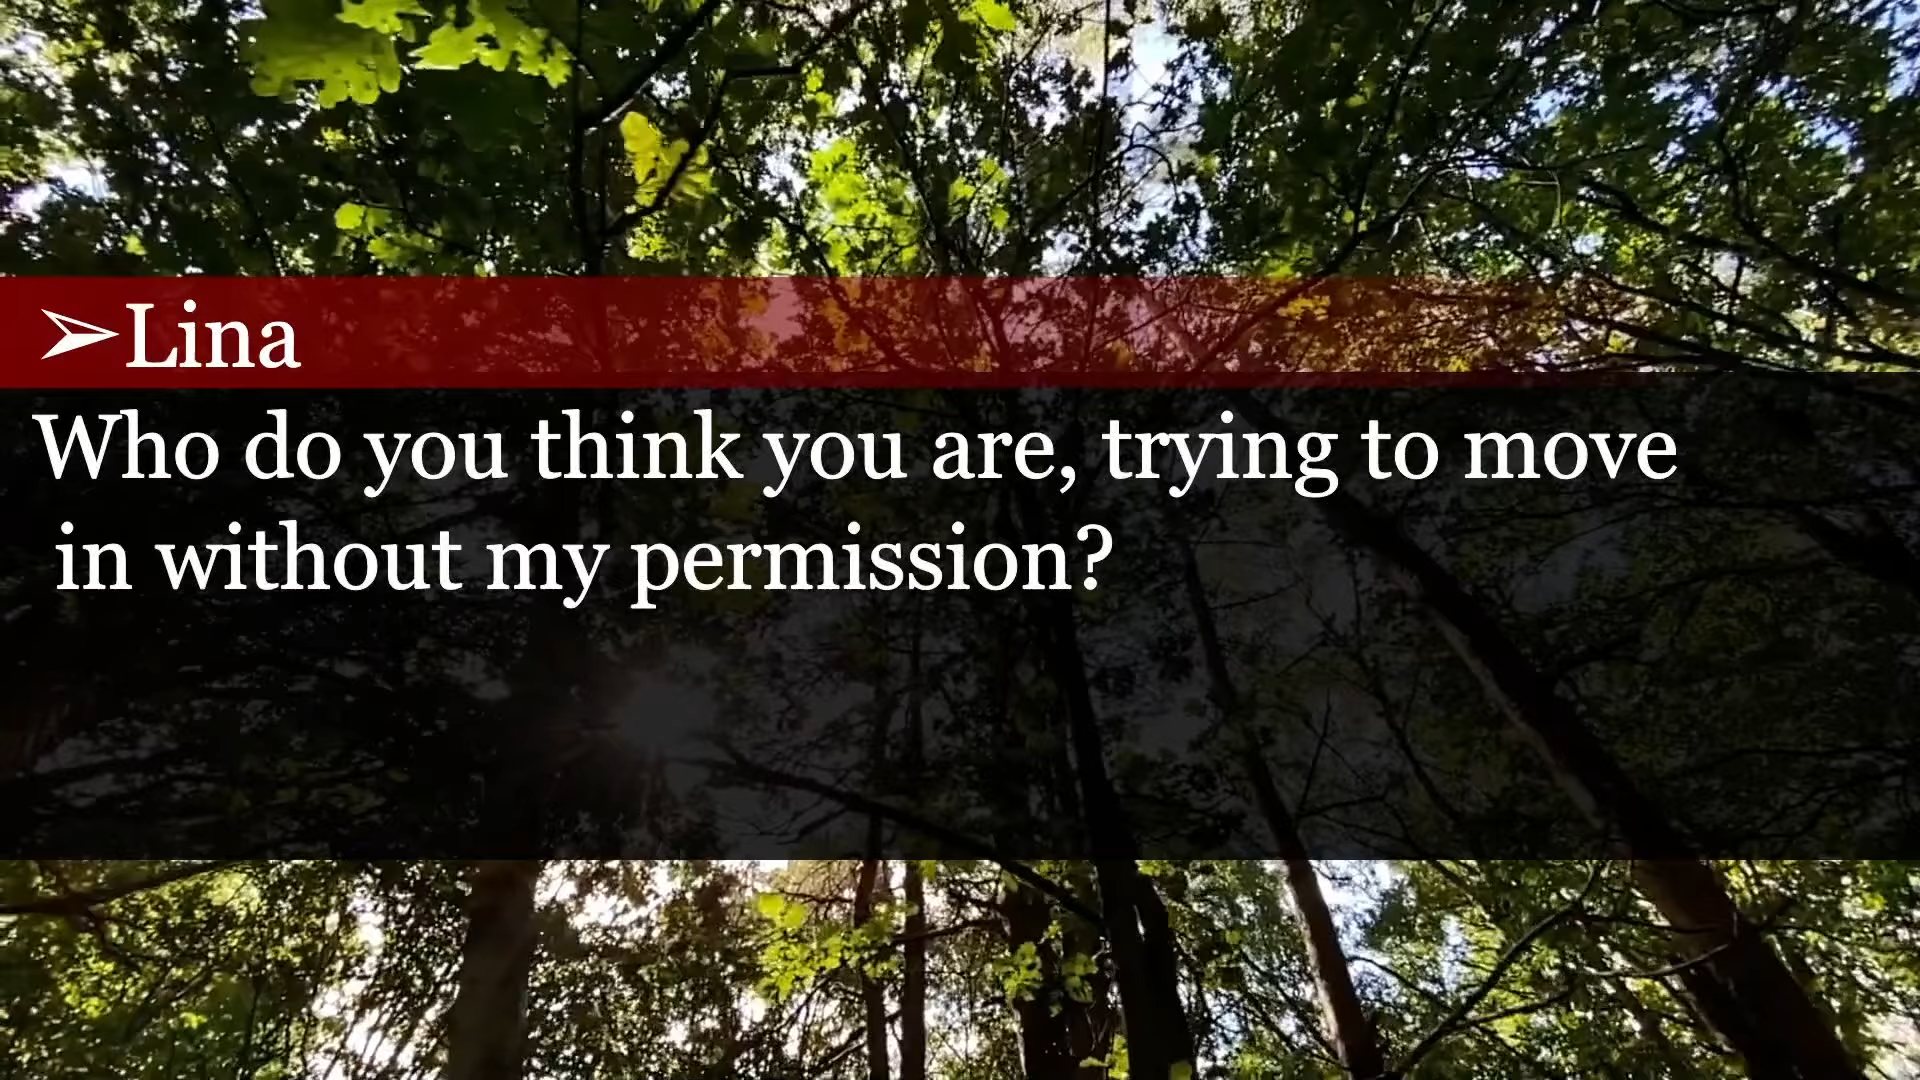 ➢Lina
Who do you think you are, trying to move
in without my permission?